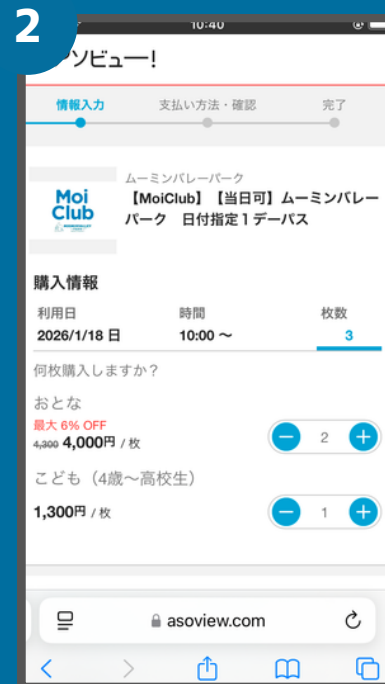 2
10:40
ソビュー!
情報入力
支払い方法・確認
完了
ムーミンバレーパーク
Moi
Club
【MoiClub】【当日可】ムーミンバレー
パーク 日付指定1デーパス
購入情報
利用日
時間
枚数
2026/1/18 日
10:00 〜
3
何枚購入しますか?
おとな
最大 6% OFF
4,300 4,000円 / 枚
2
こども(4歳〜高校生)
1,300円 / 枚
1
asoview.com